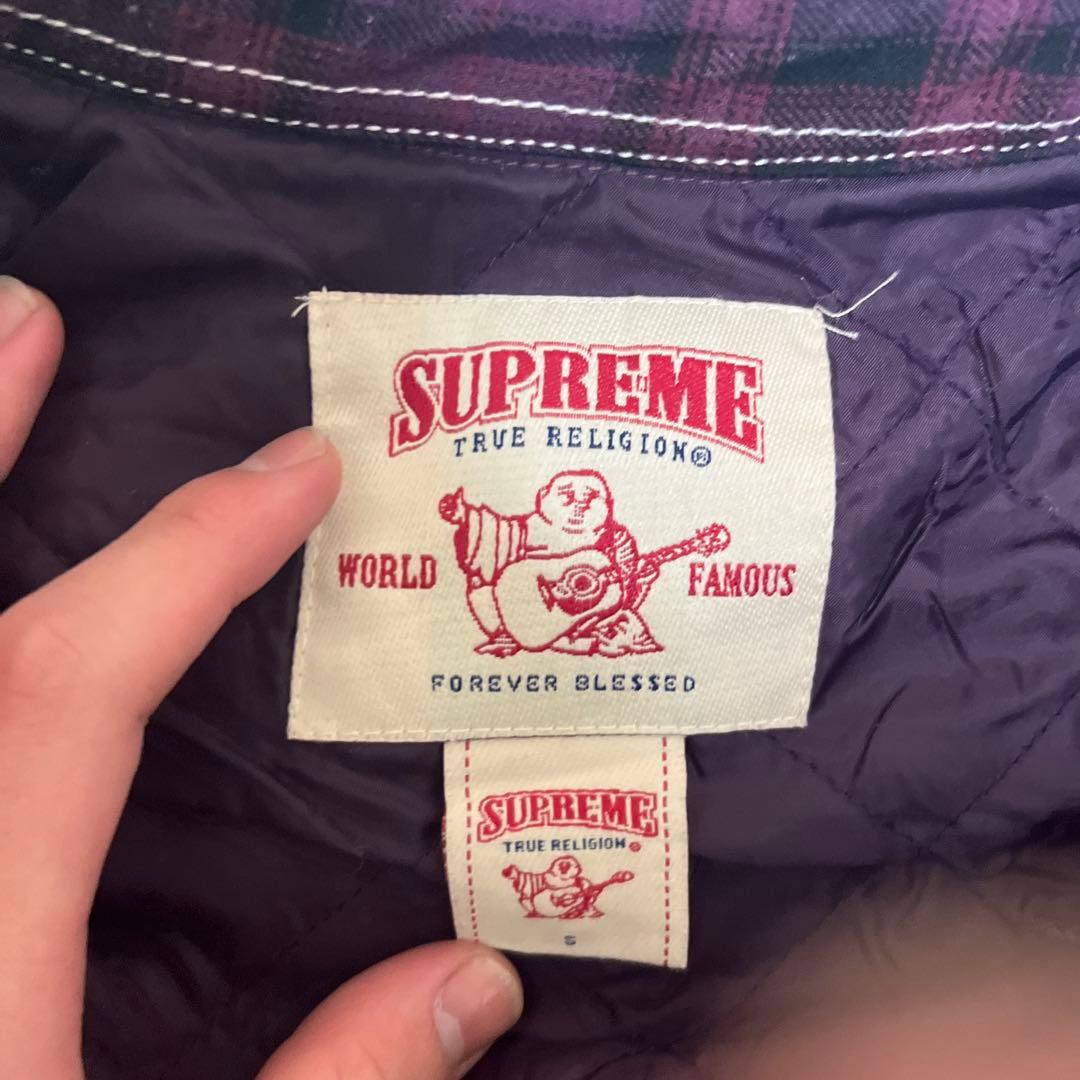 SUPREME
TRUE RELIGION®
WORLD FAMOUS
FOREVER BLESSED
SUPREME
TRUE RELIGION®
S